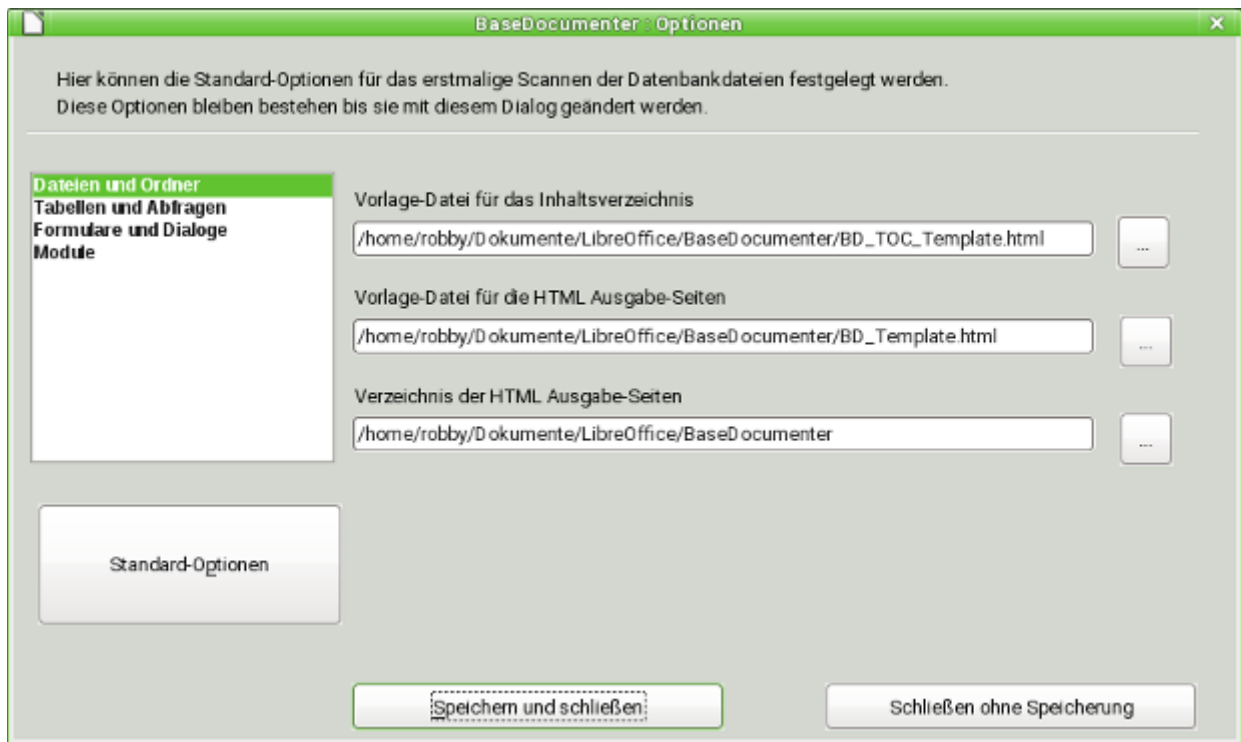 BaseDocumenter : Optionen
Hier können die Standard-Optionen für das erstmalige Scannen der Datenbankdateien festgelegt werden.
Diese Optionen bleiben bestehen bis sie mit diesem Dialog geändert werden.
Dateien und Ordner
Tabellen und Abfragen
Formulare und Dialoge
Module
Vorlage-Datei für das Inhaltsverzeichnis
/home/robby/Dokumente/LibreOffice/BaseDocumenter/BD_TOC_Template.html
...
Vorlage-Datei für die HTML Ausgabe-Seiten
/home/robby/Dokumente/LibreOffice/BaseDocumenter/BD_Template.html
...
Verzeichnis der HTML Ausgabe-Seiten
/home/robby/Dokumente/LibreOffice/BaseDocumenter
...
Standard-Optionen
Speichern und schließen
Schließen ohne Speicherung